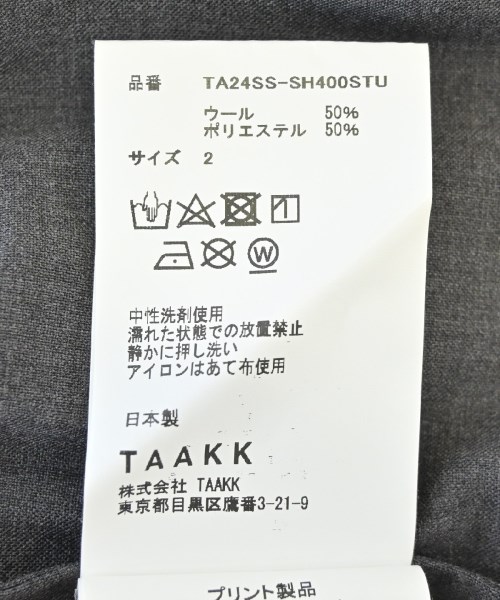 品番 TA24SS-SH400STU
ウール 50%
ポリエステル 50%
サイズ 2
W
中性洗剤使用
濡れた状態での放置禁止
静かに押し洗い
アイロンはあて布使用
日本製
TAAKK
株式会社 TAAKK
東京都目黒区鷹番3-21-9
プリント製品